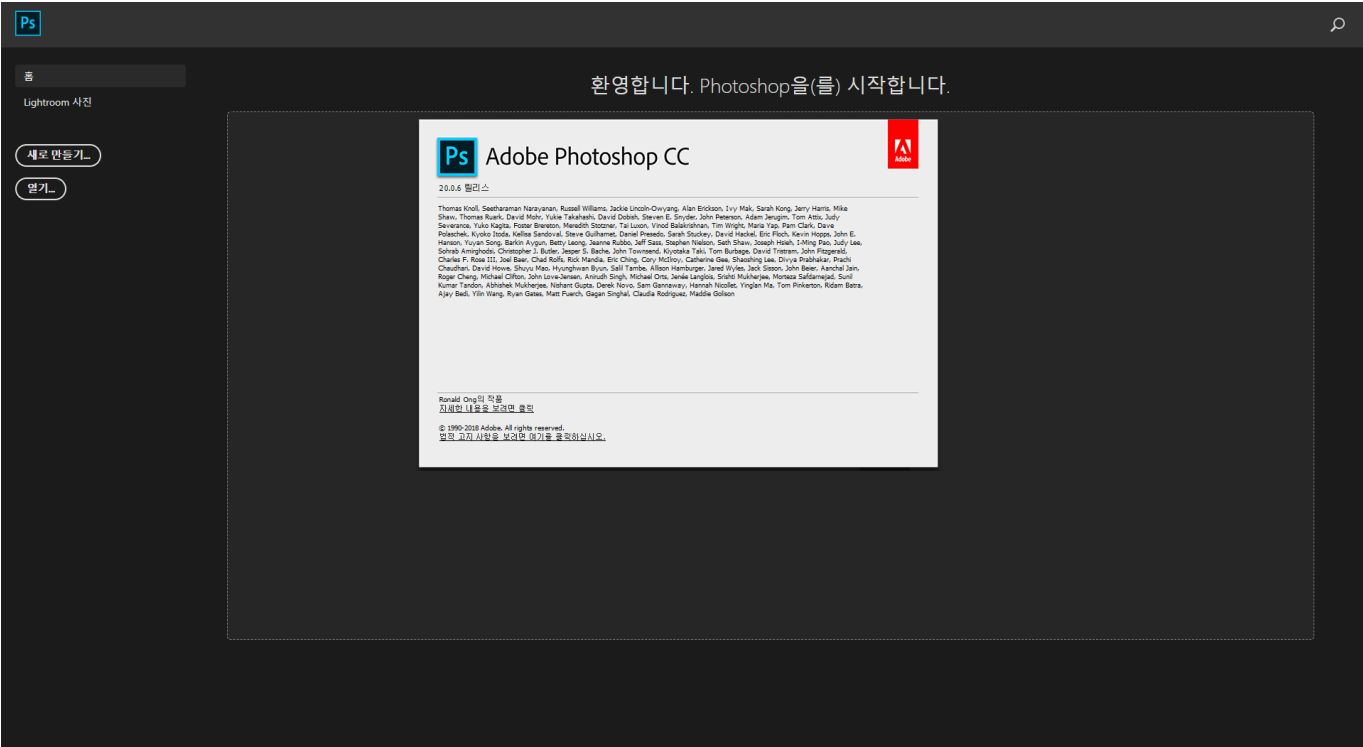 Ps
홈
Lightroom 사진
새로 만들기...
열기...
환영합니다. Photoshop을(를) 시작합니다.
Ps Adobe Photoshop CC
Adobe
20.0.6 릴리스
Thomas Knoll, Seetharaman Narayanan, Russell Williams, Jackie Lincoln-Owyang, Alan Erickson, Ivy Mak, Sarah Kong, Jerry Harris, Mike
Shaw, Thomas Ruark, David Mohr, Yukie Takahashi, David Dobish, Steven E. Snyder, John Peterson, Adam Jerugim, Tom Attix, Judy
Severance, Yuko Kagita, Foster Brereton, Meredith Stotzner, Tai Luxon, Vinod Balakrishnan, Tim Wright, Maria Yap, Pam Clark, Dave
Polaschek, Kyoko Itoda, Kellisa Sandoval, Steve Guilhamet, Daniel Presedo, Sarah Stuckey, David Hackel, Eric Floch, Kevin Hopps, John E.
Hanson, Yuyan Song, Barkin Aygun, Betty Leong, Jeanne Rubbo, Jeff Sass, Stephen Nielson, Seth Shaw, Joseph Hsieh, I-Ming Pao, Judy Lee,
Sohrab Amirghodsi, Christopher J. Butler, Jesper S. Bache, John Townsend, Kiyotaka Taki, Tom Burbage, David Tristram, John Fitzgerald,
Charles F. Rose III, Joel Baer, Chad Rolfs, Rick Mandia, Eric Ching, Cory McIlroy, Catherine Gee, Shaoshing Lee, Divya Prabhakar, Prachi
Chaudhari, David Howe, Shuyu Mao, Hyunghwan Byun, Salil Tambe, Allison Hamburger, Jared Wyles, Jack Sisson, John Beier, Aanchal Jain,
Roger Cheng, Michael Clifton, John Love-Jensen, Anirudh Singh, Michael Orts, Jenée Langlois, Srishti Mukherjee, Morteza Safdarnejad, Sunil
Kumar Tandon, Abhishek Mukherjee, Nishant Gupta, Derek Novo, Sam Gannaway, Hannah Nicollet, Yinglan Ma, Tom Pinkerton, Ridam Batra,
Ajay Bedi, Yilin Wang, Ryan Gates, Matt Fuerch, Gagan Singhal, Claudia Rodriguez, Maddie Golison
Ronald Ong의 작품
자세한 내용을 보려면 클릭
© 1990-2018 Adobe. All rights reserved.
법적 고지 사항을 보려면 여기를 클릭하십시오.